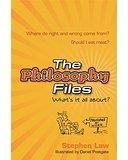 Where do right and wrong come from?
Should I eat meat?
The
Philosophy
Files
What's it all about?
Stephen Law
Illustrated by Daniel Postgate